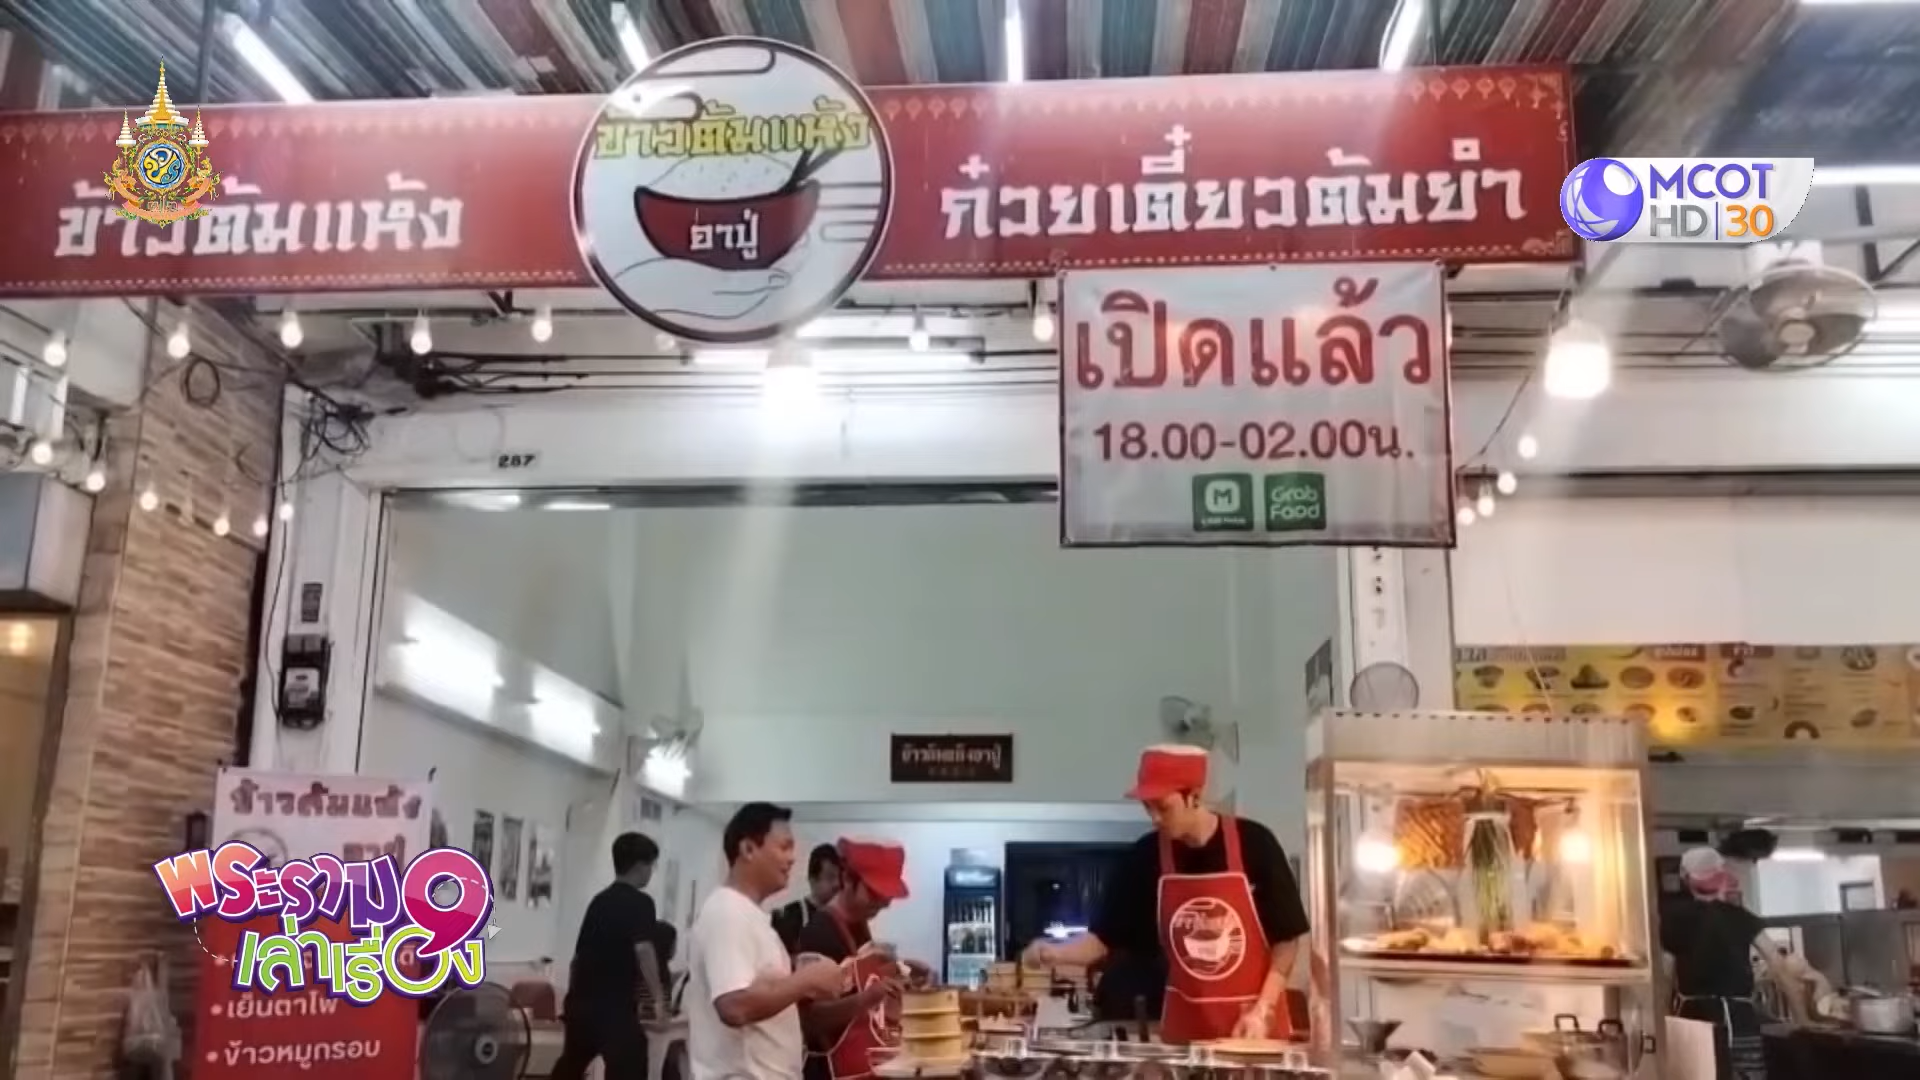 ข้าวต้มแห้ง
ข้าวต้มแห้ง
อาปู่
ก๋วยเตี๋ยวต้มยำ
MCOT
HD|30
เปิดแล้ว
18.00-02.00น.
Grab
Food
287
ข้าวต้มแห้งอาปู่
ข้าวต้มแห้ง
อาปู่
พระราม ๙
เล่าเรื่อง
• เย็นตาโฟ
• ข้าวหมูกรอบ